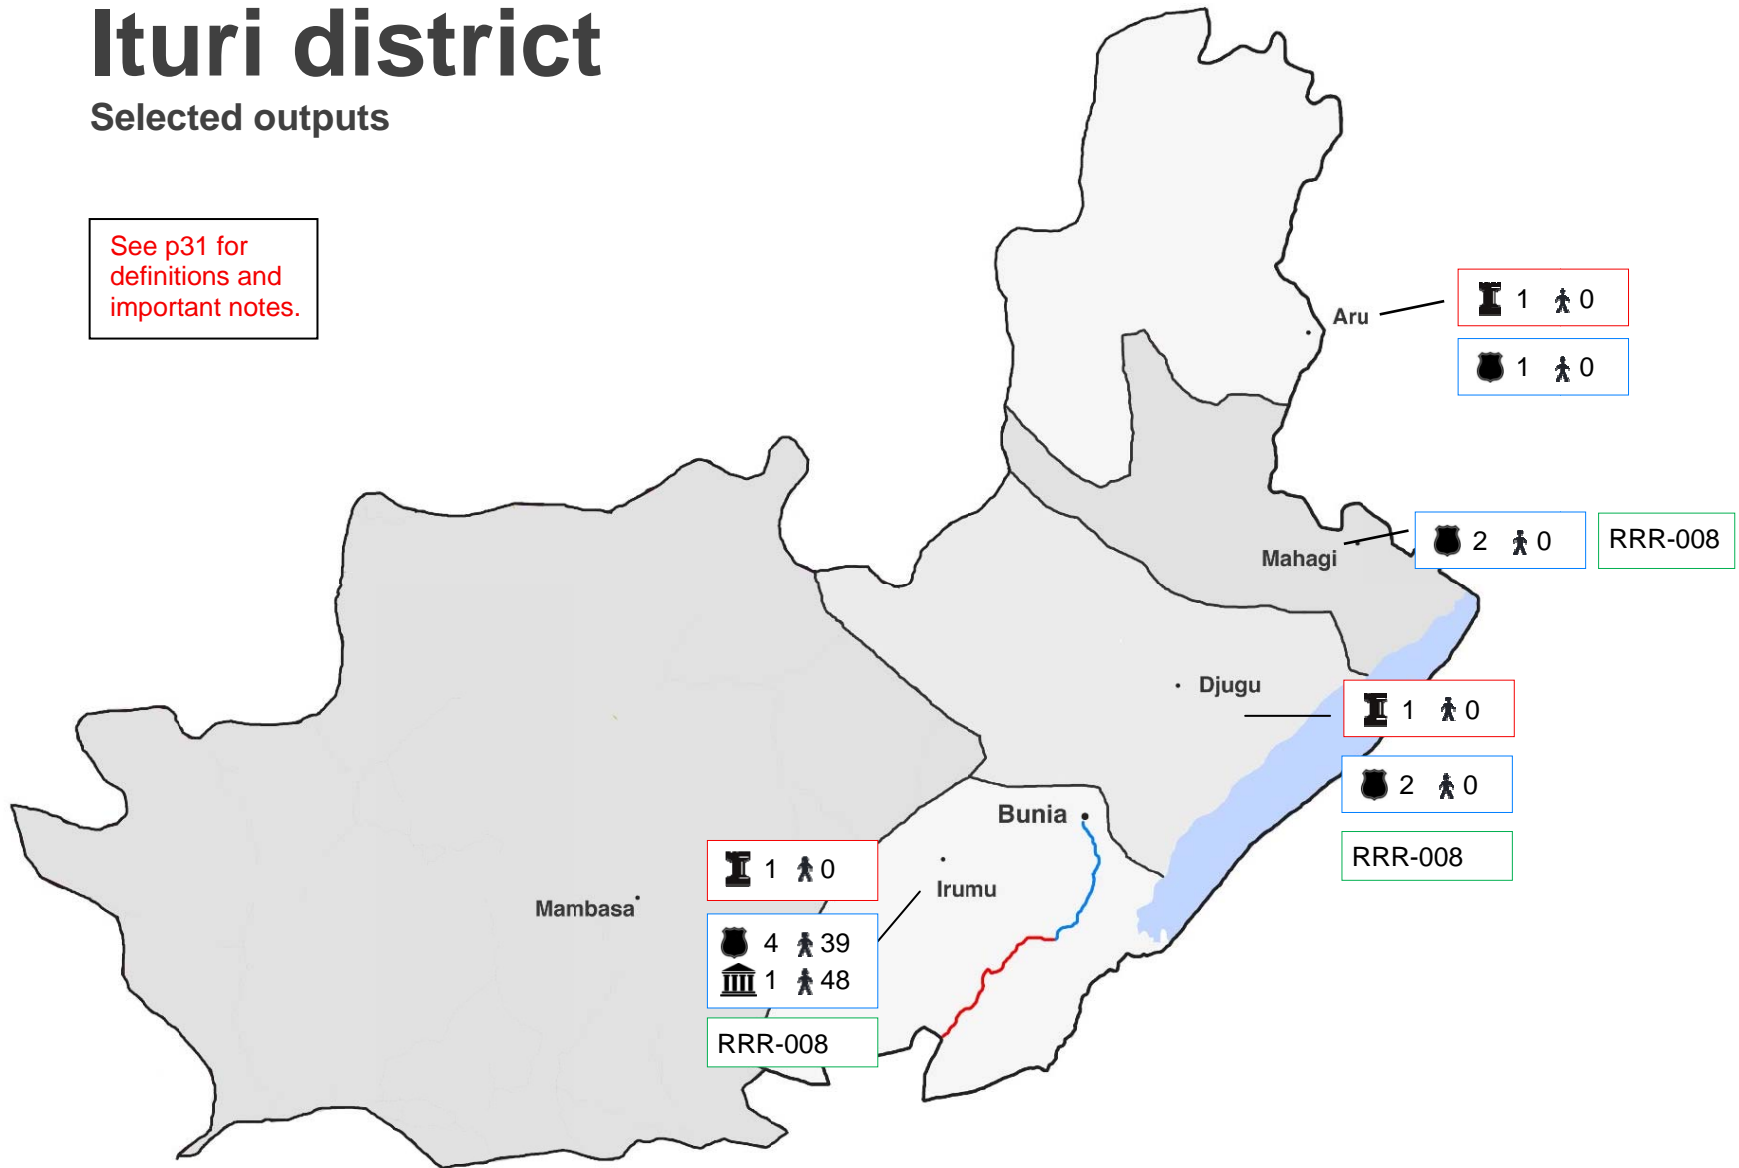 Ituri district
Selected outputs
See p31 for
definitions and
important notes.
Aru
1 0
1 0
Mahagi
2 0
RRR-008
Djugu
1 0
2 0
RRR-008
Bunia
Irumu
Mambasa
1 0
4 39
1 48
RRR-008